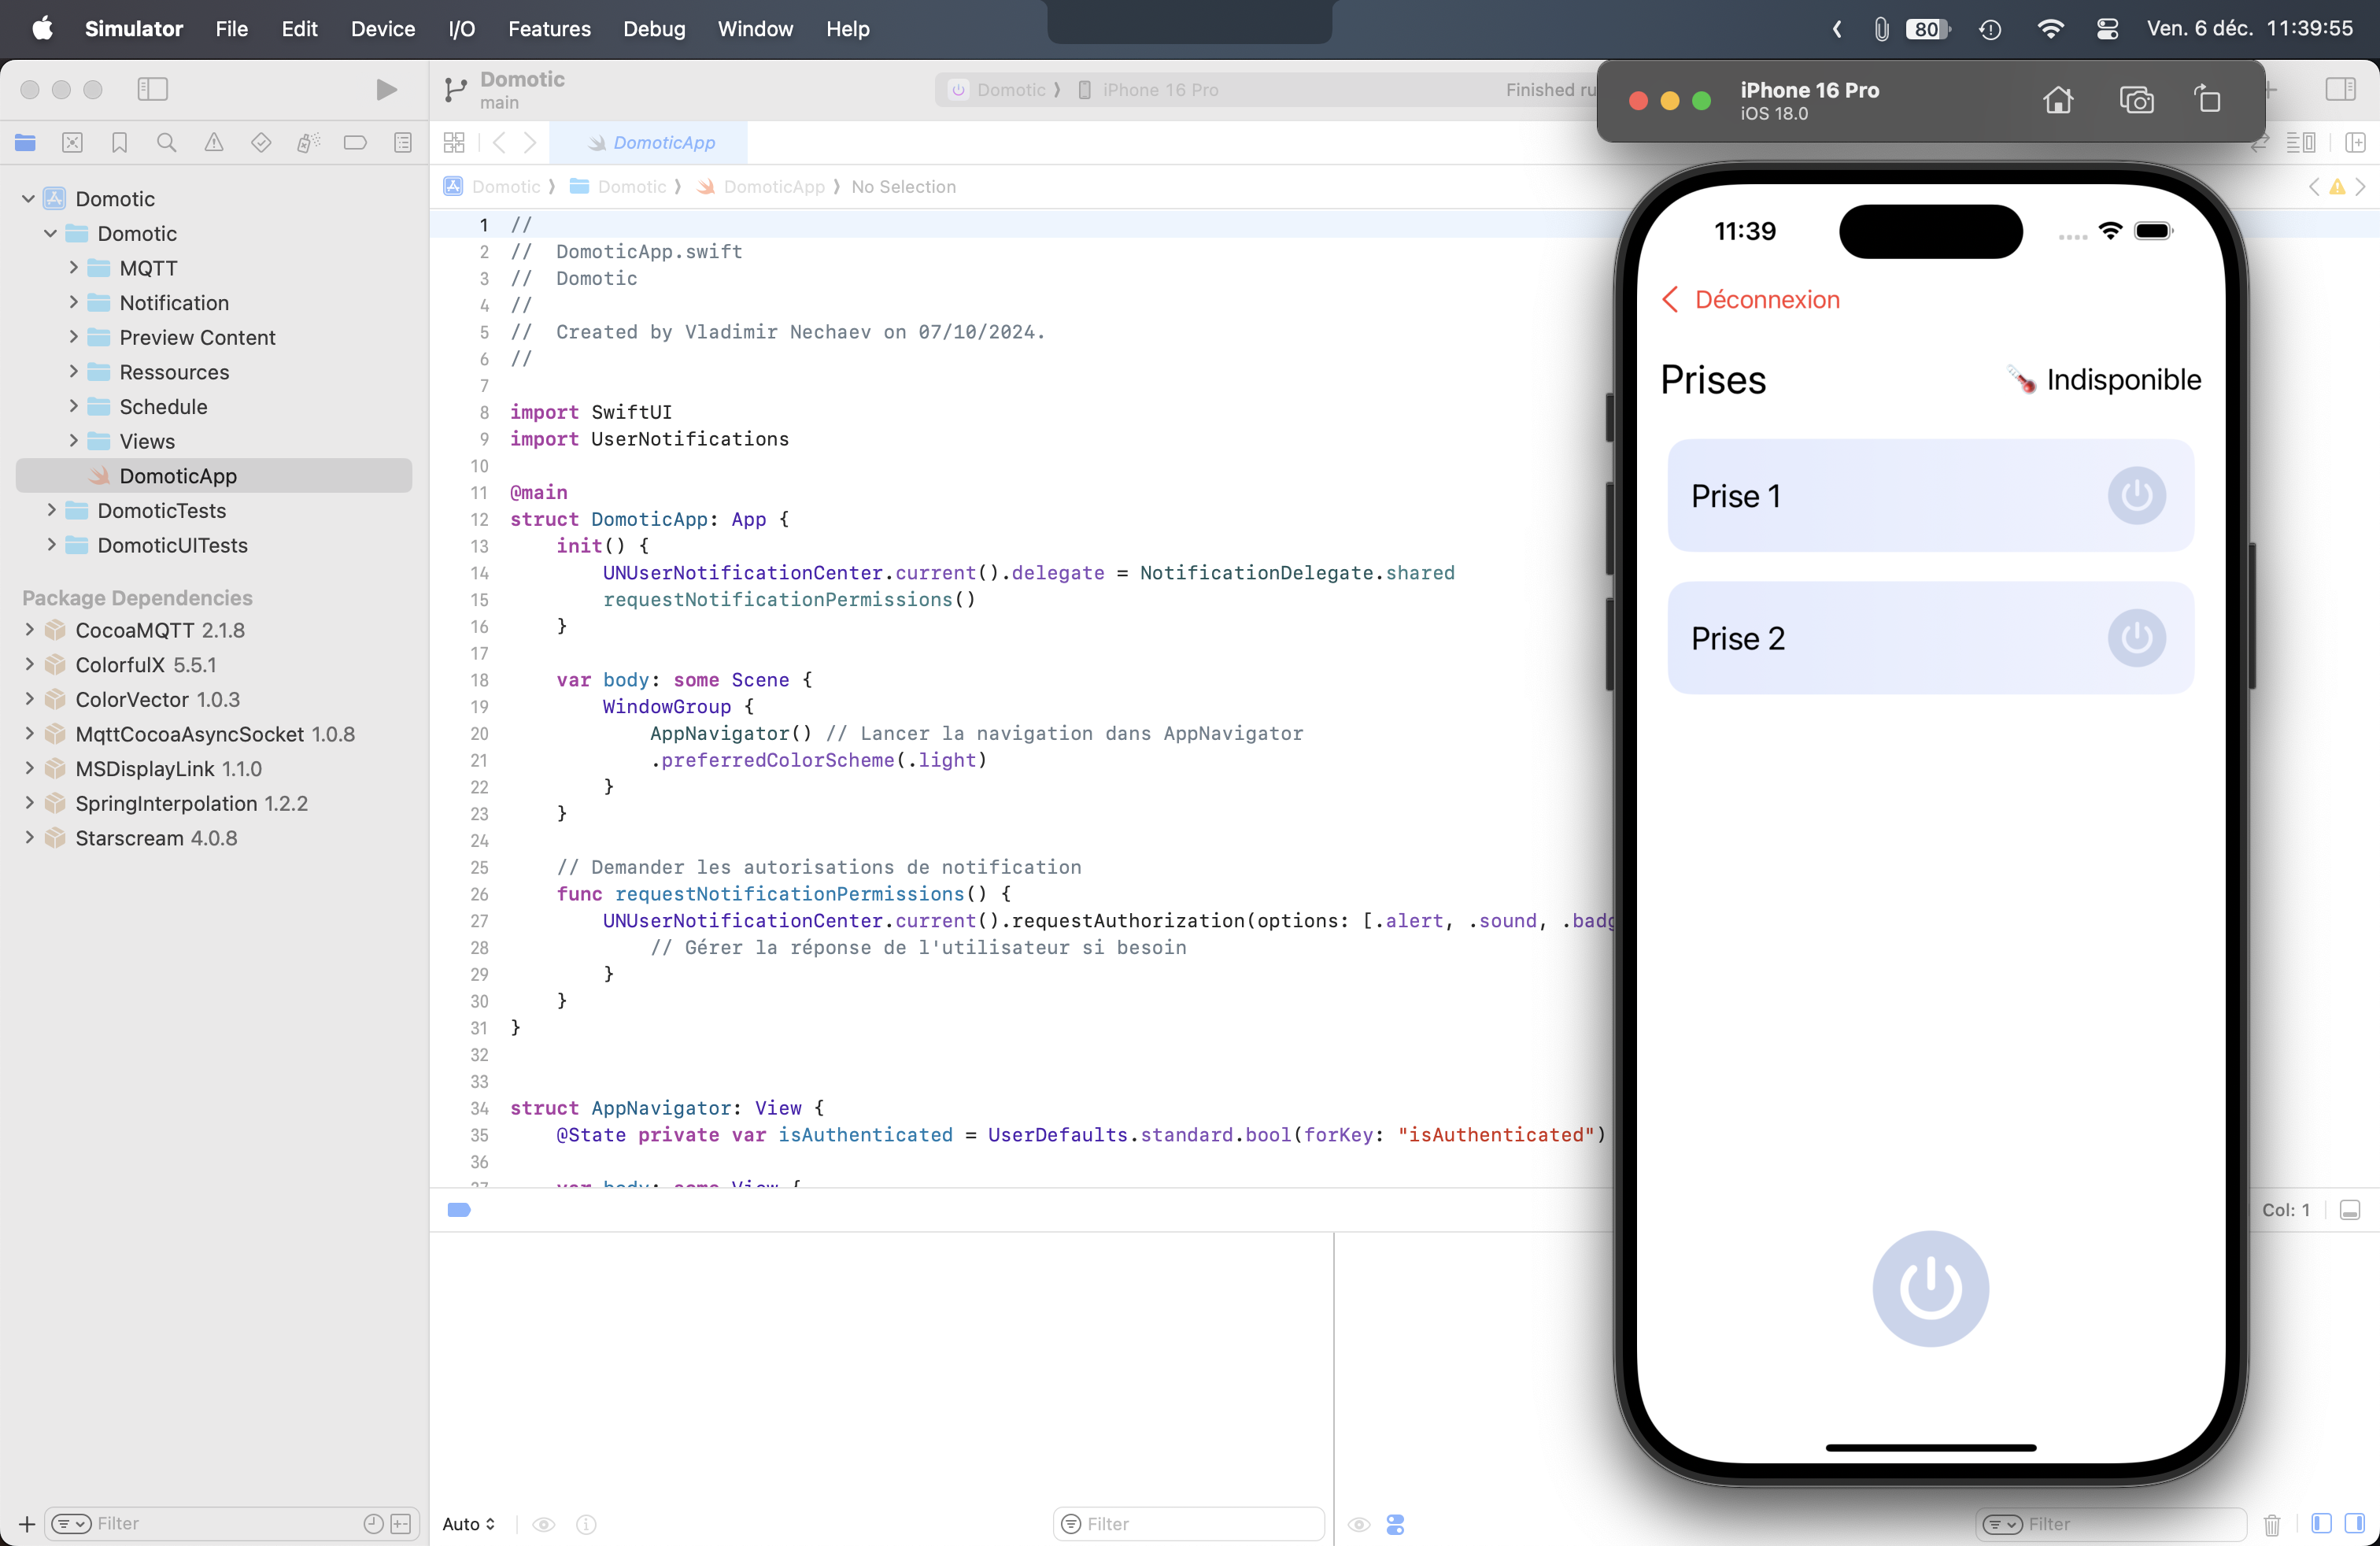 Simulator File Edit Device I/O Features Debug Window Help
80 Ven. 6 déc. 11:39:55
Domotic
main
Domotic ⟩ iPhone 16 Pro
Finished ru
DomoticApp
Domotic ⟩ Domotic ⟩ DomoticApp ⟩ No Selection
Domotic
Domotic
MQTT
Notification
Preview Content
Ressources
Schedule
Views
DomoticApp
DomoticTests
DomoticUITests
Package Dependencies
CocoaMQTT 2.1.8
ColorfulX 5.5.1
ColorVector 1.0.3
MqttCocoaAsyncSocket 1.0.8
MSDisplayLink 1.1.0
SpringInterpolation 1.2.2
Starscream 4.0.8
Filter
1 //
2 // DomoticApp.swift
3 // Domotic
4 //
5 // Created by Vladimir Nechaev on 07/10/2024.
6 //
7
8 import SwiftUI
9 import UserNotifications
10
11 @main
12 struct DomoticApp: App {
13 init() {
14 UNUserNotificationCenter.current().delegate = NotificationDelegate.shared
15 requestNotificationPermissions()
16 }
17
18 var body: some Scene {
19 WindowGroup {
20 AppNavigator() // Lancer la navigation dans AppNavigator
21 .preferredColorScheme(.light)
22 }
23 }
24
25 // Demander les autorisations de notification
26 func requestNotificationPermissions() {
27 UNUserNotificationCenter.current().requestAuthorization(options: [.alert, .sound, .badg
28 // Gérer la réponse de l'utilisateur si besoin
29 }
30 }
31 }
32
33
34 struct AppNavigator: View {
35 @State private var isAuthenticated = UserDefaults.standard.bool(forKey: "isAuthenticated")
36
37 var body: some View {
Col: 1
Auto
Filter
Filter
iPhone 16 Pro
iOS 18.0
11:39
Déconnexion
Prises
Indisponible
Prise 1
Prise 2